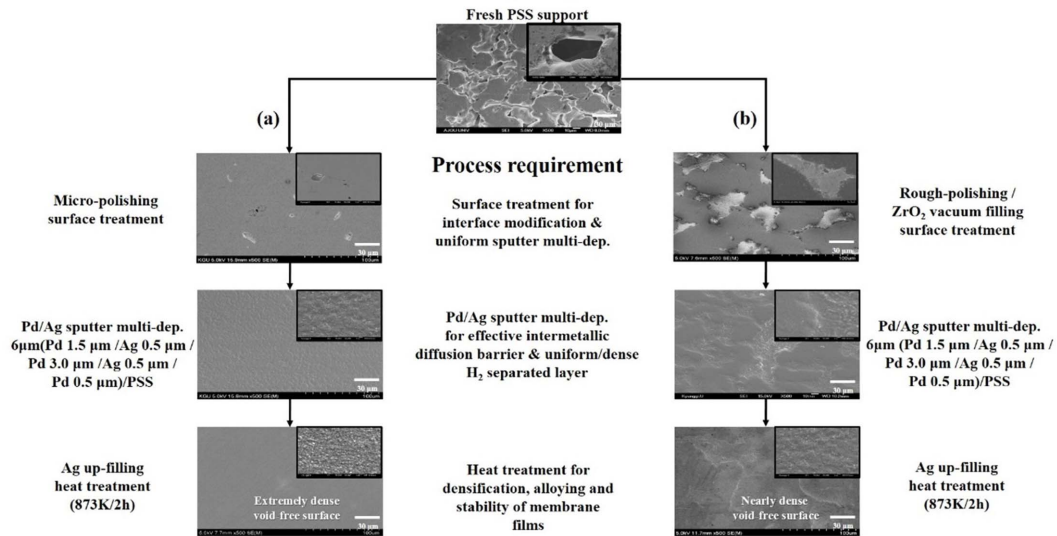 Fresh PSS support
30 µm
(a)
(b)
Process requirement
Micro-polishing
surface treatment
30 µm
Surface treatment for
interface modification &
uniform sputter multi-dep.
30 µm
Rough-polishing /
ZrO₂ vacuum filling
surface treatment
Pd/Ag sputter multi-dep.
6µm(Pd 1.5 µm /Ag 0.5 µm /
Pd 3.0 µm /Ag 0.5 µm /
Pd 0.5 µm)/PSS
30 µm
Pd/Ag sputter multi-dep.
for effective intermetallic
diffusion barrier & uniform/dense
H₂ separated layer
30 µm
Pd/Ag sputter multi-dep.
6µm (Pd 1.5 µm /Ag 0.5 µm /
Pd 3.0 µm /Ag 0.5 µm /
Pd 0.5 µm)/PSS
Ag up-filling
heat treatment
(873K/2h)
Extremely dense
void free surface
30 µm
Heat treatment for
densification, alloying and
stability of membrane
films
Nearly dense
void free surface
30 µm
Ag up-filling
heat treatment
(873K/2h)